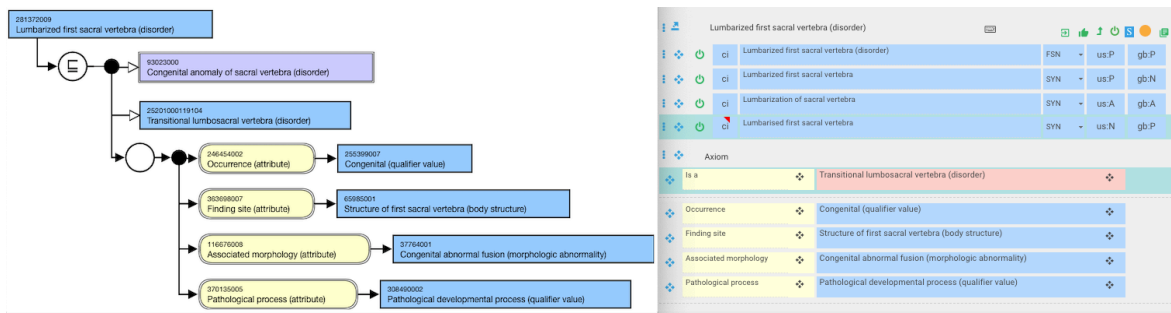 281372009
Lumbarized first sacral vertebra (disorder)
⊑
93023000
Congenital anomaly of sacral vertebra (disorder)
25201000119104
Transitional lumbosacral vertebra (disorder)
246454002
Occurrence (attribute)
255399007
Congenital (qualifier value)
363698007
Finding site (attribute)
65985001
Structure of first sacral vertebra (body structure)
116676008
Associated morphology (attribute)
37764001
Congenital abnormal fusion (morphologic abnormality)
370135005
Pathological process (attribute)
308490002
Pathological developmental process (qualifier value)
Lumbarized first sacral vertebra (disorder)
S
ci Lumbarized first sacral vertebra (disorder) FSN us:P gb:P
ci Lumbarized first sacral vertebra SYN us:P gb:N
ci Lumbarization of sacral vertebra SYN us:A gb:A
ci Lumbarised first sacral vertebra SYN us:N gb:P
Axiom
Is a Transitional lumbosacral vertebra (disorder)
Occurrence Congenital (qualifier value)
Finding site Structure of first sacral vertebra (body structure)
Associated morphology Congenital abnormal fusion (morphologic abnormality)
Pathological process Pathological developmental process (qualifier value)